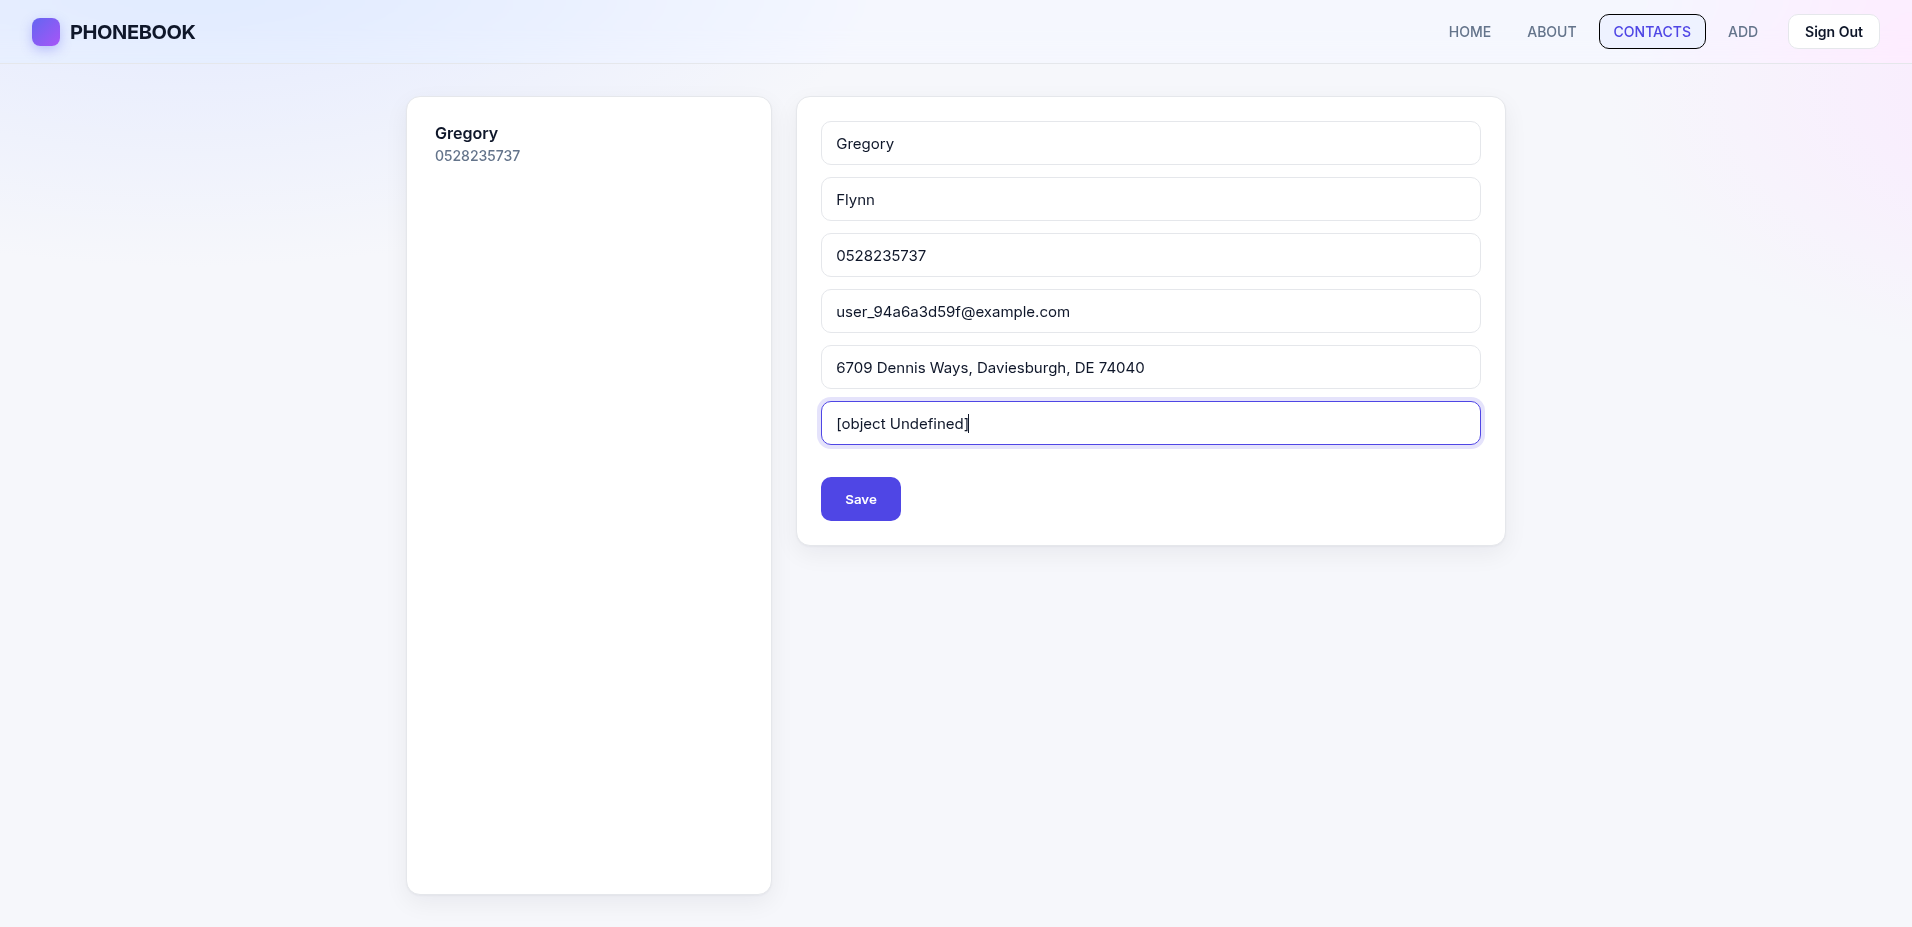 PHONEBOOK
HOME
ABOUT
CONTACTS
ADD
Sign Out
Gregory
0528235737
Gregory
Flynn
0528235737
user_94a6a3d59f@example.com
6709 Dennis Ways, Daviesburgh, DE 74040
[object Undefined]
Save